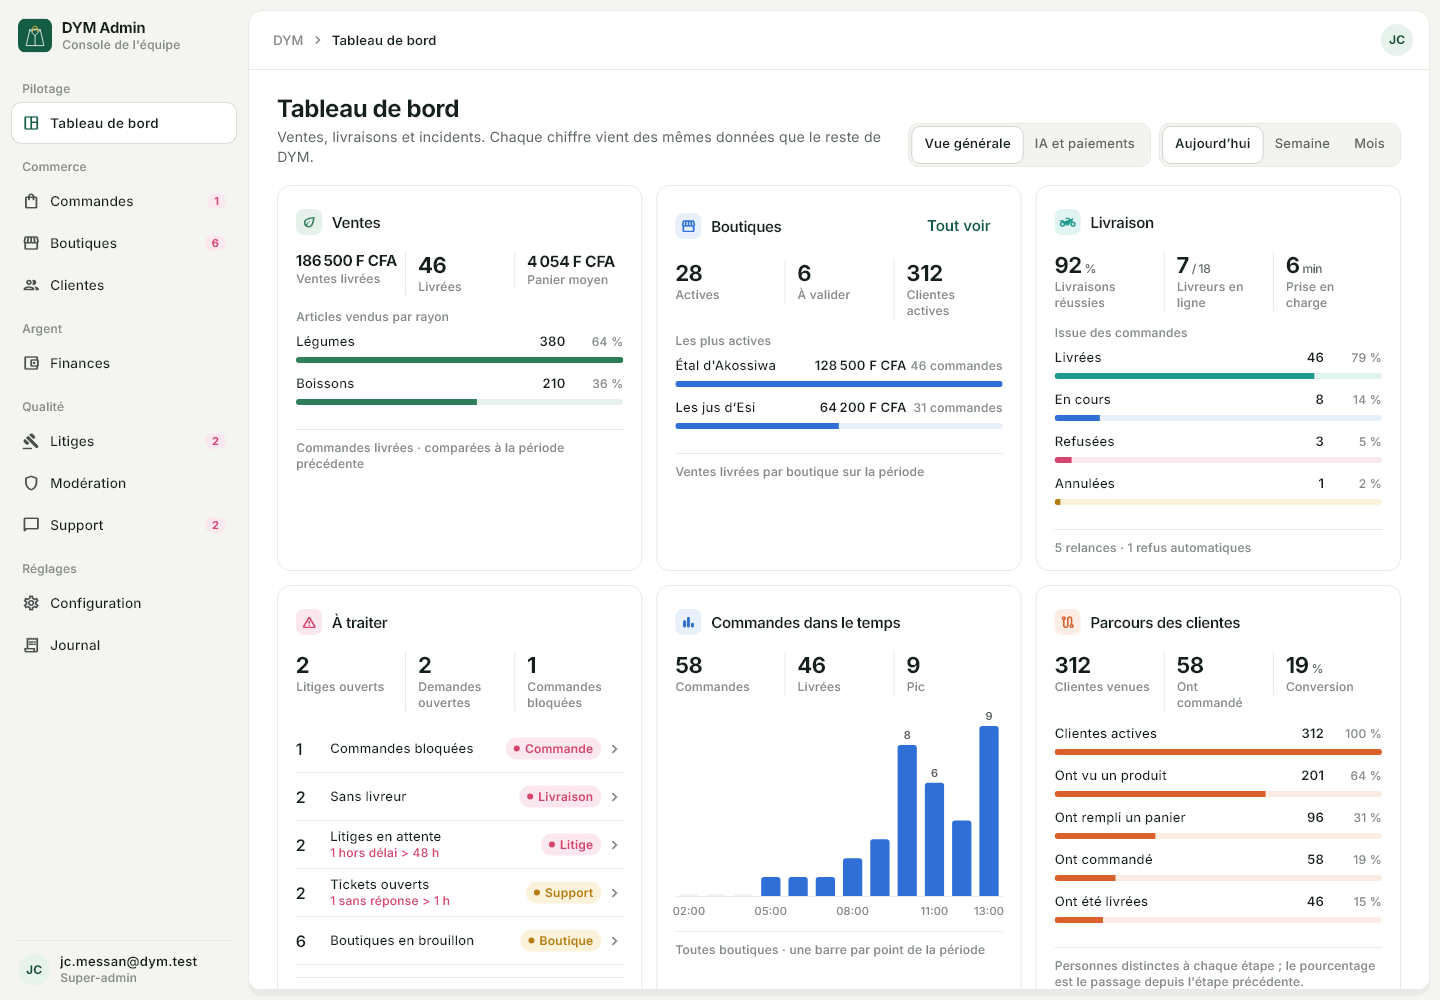 DYM Admin
Console de l'équipe
Pilotage
Tableau de bord
Commerce
Commandes 1
Boutiques 6
Clientes
Argent
Finances
Qualité
Litiges 2
Modération
Support 2
Réglages
Configuration
Journal
JC
jc.messan@dym.test
Super-admin
DYM > Tableau de bord
JC
Tableau de bord
Ventes, livraisons et incidents. Chaque chiffre vient des mêmes données que le reste de
DYM.
Vue générale IA et paiements
Aujourd’hui Semaine Mois
Ventes
186 500 F CFA
Ventes livrées
46
Livrées
4 054 F CFA
Panier moyen
Articles vendus par rayon
Légumes 380 64 %
Boissons 210 36 %
Commandes livrées · comparées à la période
précédente
Boutiques
Tout voir
28
Actives
6
À valider
312
Clientes
actives
Les plus actives
Étal d'Akossiwa 128 500 F CFA 46 commandes
Les jus d’Esi 64 200 F CFA 31 commandes
Ventes livrées par boutique sur la période
Livraison
92 %
Livraisons
réussies
7 / 18
Livreurs en
ligne
6 min
Prise en
charge
Issue des commandes
Livrées 46 79 %
En cours 8 14 %
Refusées 3 5 %
Annulées 1 2 %
5 relances · 1 refus automatiques
À traiter
2
Litiges ouverts
2
Demandes
ouvertes
1
Commandes
bloquées
1 Commandes bloquées Commande
2 Sans livreur Livraison
2 Litiges en attente Litige
1 hors délai > 48 h
2 Tickets ouverts Support
1 sans réponse > 1 h
6 Boutiques en brouillon Boutique
Commandes dans le temps
58
Commandes
46
Livrées
9
Pic
9
8
6
02:00 05:00 08:00 11:00 13:00
Toutes boutiques · une barre par point de la période
Parcours des clientes
312
Clientes venues
58
Ont
commandé
19 %
Conversion
Clientes actives 312 100 %
Ont vu un produit 201 64 %
Ont rempli un panier 96 31 %
Ont commandé 58 19 %
Ont été livrées 46 15 %
Personnes distinctes à chaque étape ; le pourcentage
est le passage depuis l'étape précédente.